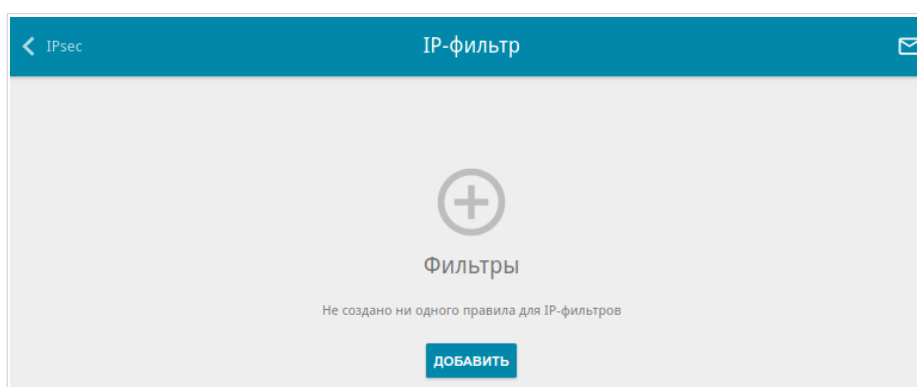 IPsec
IP-фильтр
Фильтры
Не создано ни одного правила для IP-фильтров
ДОБАВИТЬ